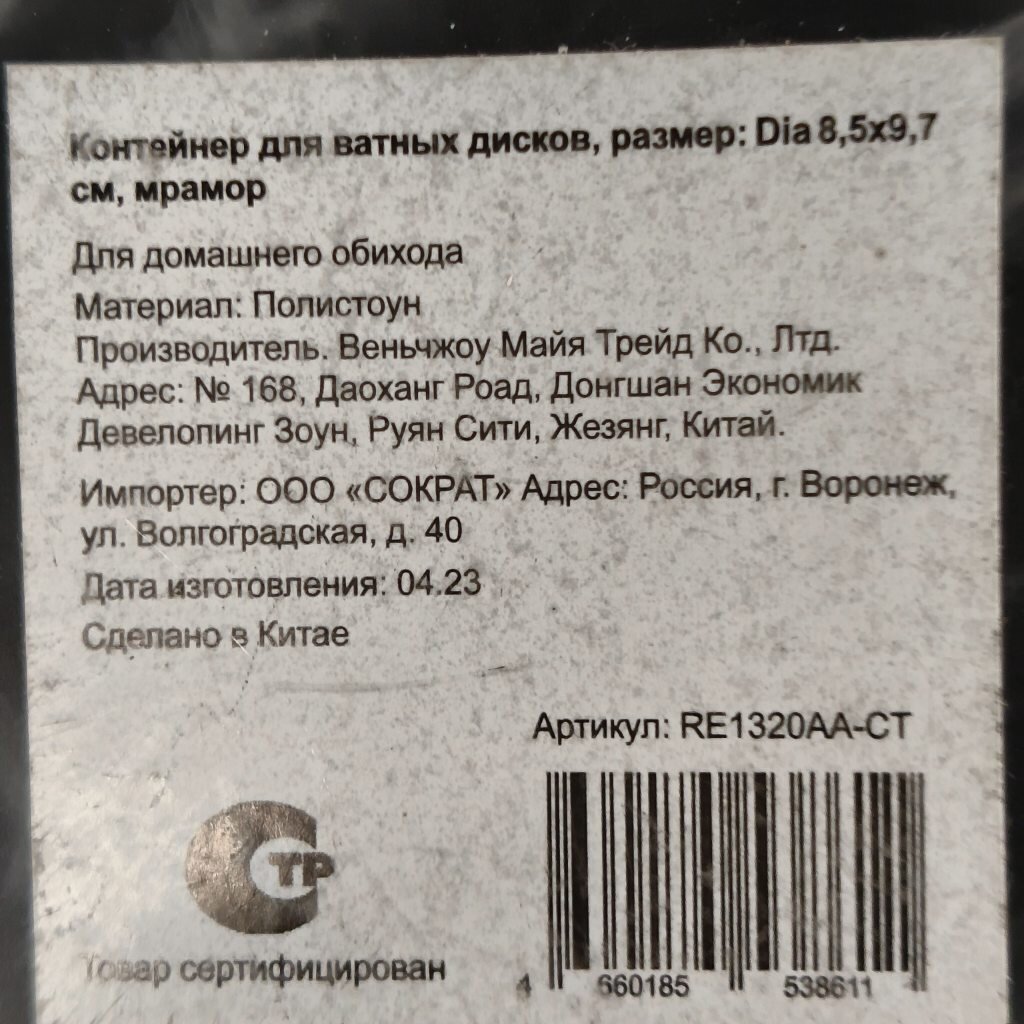 Контейнер для ватных дисков, размер: Dia 8,5x9,7
см, мрамор
Для домашнего обихода
Материал: Полистоун
Производитель. Веньчжоу Майя Трейд Ко., Лтд.
Адрес: № 168, Даоханг Роад, Донгшан Экономик
Девелопинг Зоун, Руян Сити, Жезянг, Китай.
Импортер: ООО «СОКРАТ» Адрес: Россия, г. Воронеж,
ул. Волгоградская, д. 40
Дата изготовления: 04.23
Сделано в Китае
Артикул: RE1320AA-CT
СТР
Товар сертифицирован
4 660185 538611